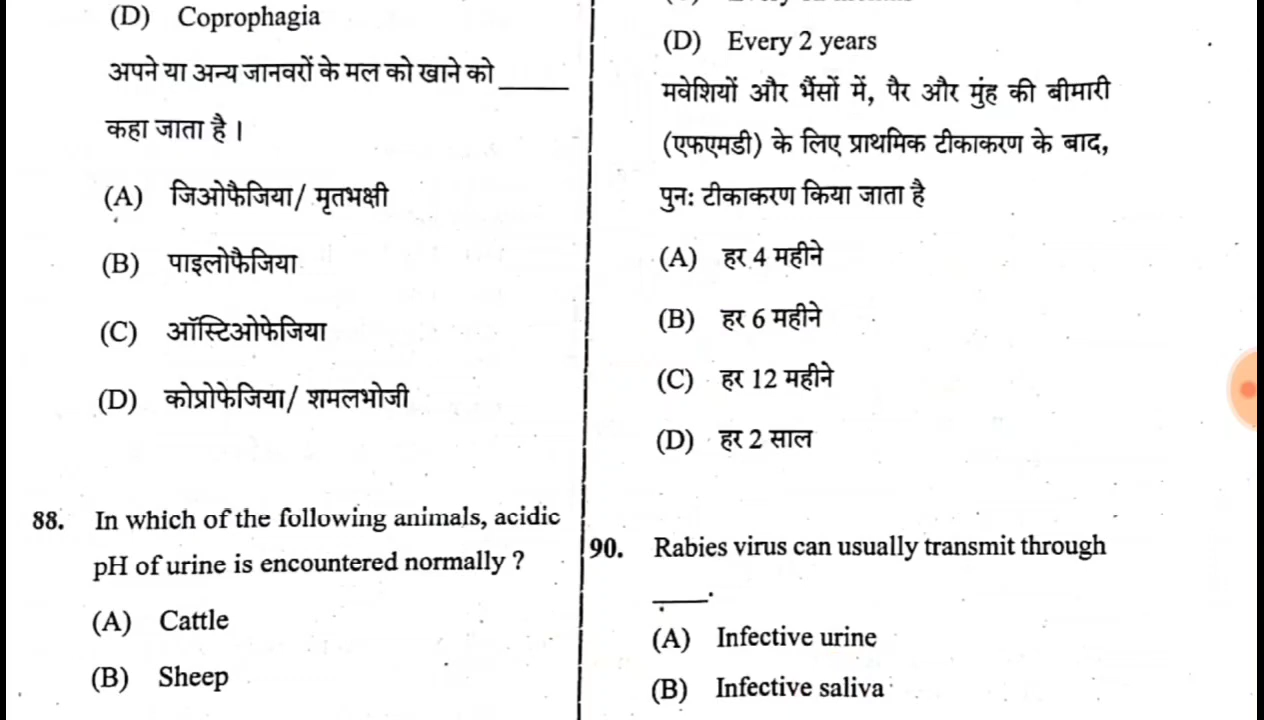 (D) Coprophagia
अपने या अन्य जानवरों के मल को खाने को ______
कहा जाता है ।
(A) जिओफैजिया/ मृतभक्षी
(B) पाइलोफैजिया
(C) ऑस्टिओफेजिया
(D) कोप्रोफेजिया/ शमलभोजी
88. In which of the following animals, acidic
pH of urine is encountered normally ?
(A) Cattle
(B) Sheep
(D) Every 2 years
मवेशियों और भैंसों में, पैर और मुंह की बीमारी
(एफएमडी) के लिए प्राथमिक टीकाकरण के बाद,
पुनः टीकाकरण किया जाता है
(A) हर 4 महीने
(B) हर 6 महीने
(C) हर 12 महीने
(D) हर 2 साल
90. Rabies virus can usually transmit through
_____.
(A) Infective urine
(B) Infective saliva